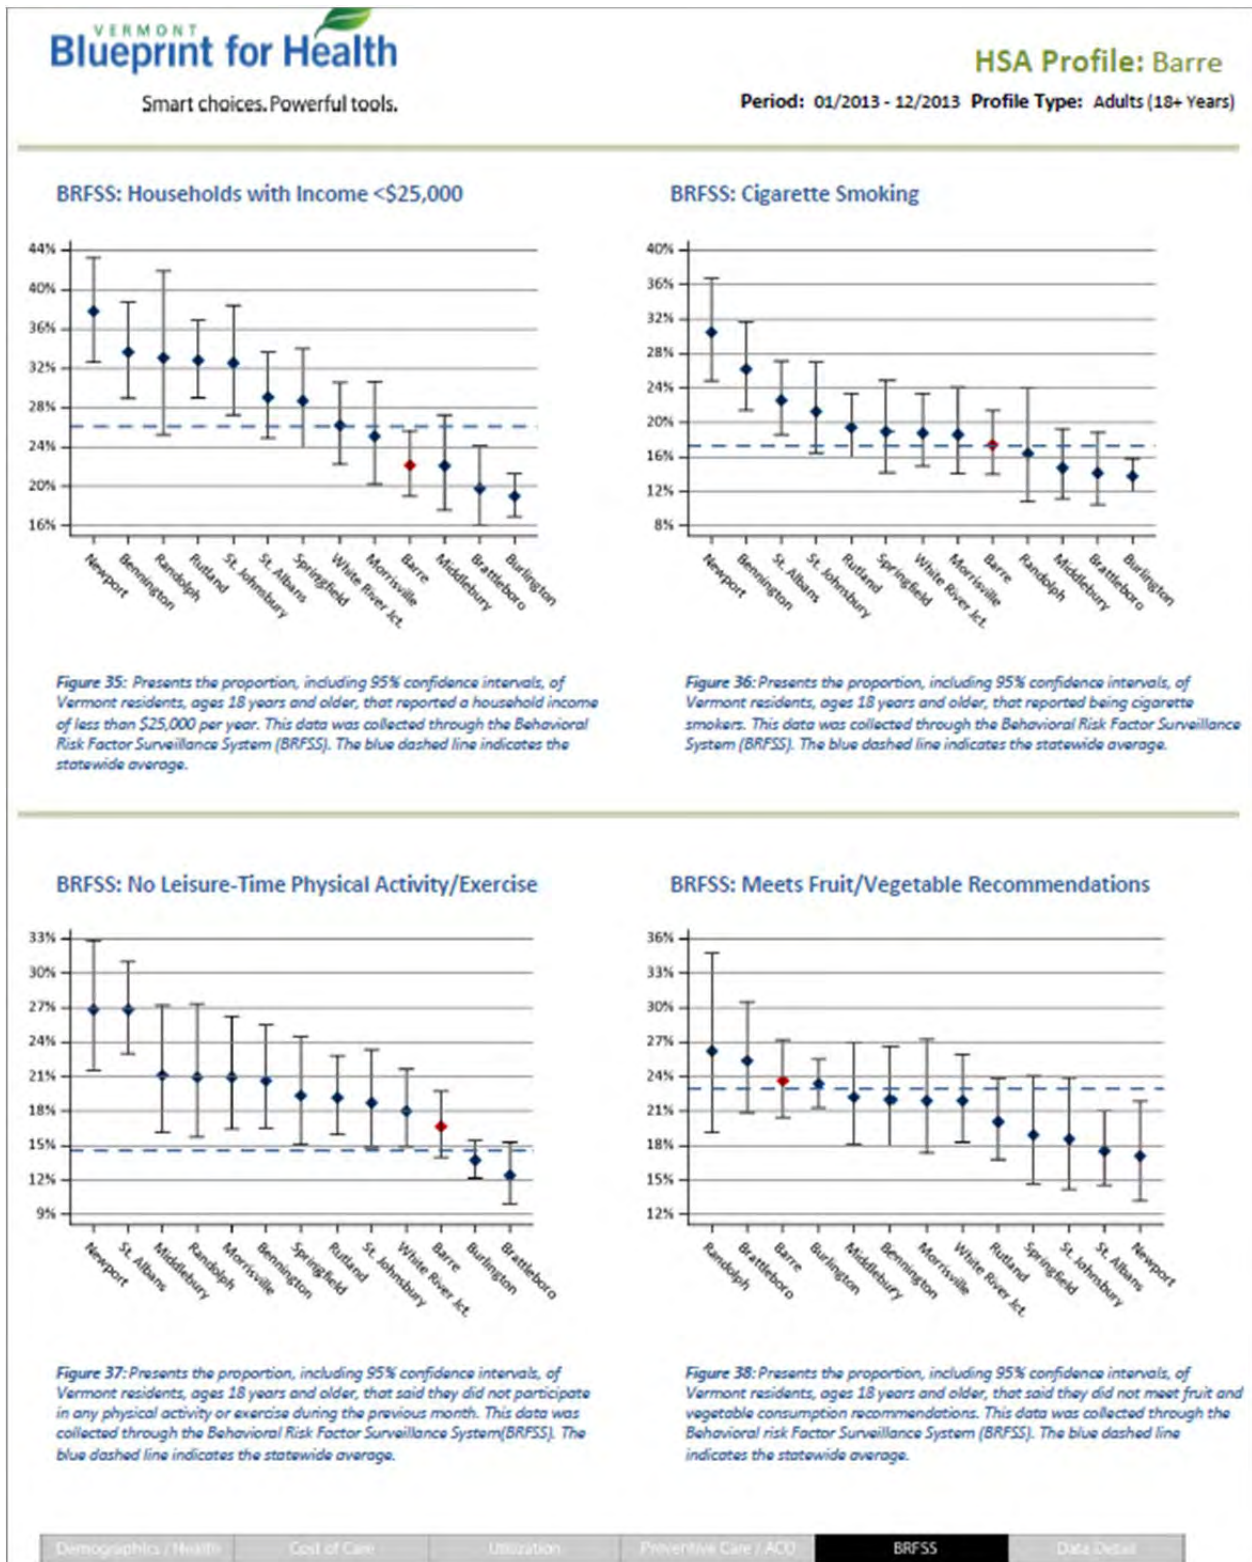 VERMONT
Blueprint for Health
Smart choices. Powerful tools.
HSA Profile: Barre
Period: 01/2013 - 12/2013 Profile Type: Adults (18+ Years)
BRFSS: Households with Income <$25,000
44%
40%
36%
32%
28%
24%
20%
16%
Newport
Bennington
Randolph
Rutland
St. Johnsbury
St. Albans
Springfield
White River Jct.
Morrisville
Barre
Middlebury
Brattleboro
Burlington
Figure 35: Presents the proportion, including 95% confidence intervals, of
Vermont residents, ages 18 years and older, that reported a household income
of less than $25,000 per year. This data was collected through the Behavioral
Risk Factor Surveillance System (BRFSS). The blue dashed line indicates the
statewide average.
BRFSS: Cigarette Smoking
40%
36%
32%
28%
24%
20%
16%
12%
8%
Newport
Bennington
St. Albans
St. Johnsbury
Rutland
Springfield
White River Jct.
Morrisville
Barre
Randolph
Middlebury
Brattleboro
Burlington
Figure 36: Presents the proportion, including 95% confidence intervals, of
Vermont residents, ages 18 years and older, that reported being cigarette
smokers. This data was collected through the Behavioral Risk Factor Surveillance
System (BRFSS). The blue dashed line indicates the statewide average.
BRFSS: No Leisure-Time Physical Activity/Exercise
33%
30%
27%
24%
21%
18%
15%
12%
9%
Newport
St. Albans
Middlebury
Randolph
Morrisville
Bennington
Springfield
Rutland
St. Johnsbury
White River Jct.
Barre
Burlington
Brattleboro
Figure 37: Presents the proportion, including 95% confidence intervals, of
Vermont residents, ages 18 years and older, that said they did not participate
in any physical activity or exercise during the previous month. This data was
collected through the Behavioral Risk Factor Surveillance System(BRFSS). The
blue dashed line indicates the statewide average.
BRFSS: Meets Fruit/Vegetable Recommendations
36%
33%
30%
27%
24%
21%
18%
15%
12%
Randolph
Brattleboro
Barre
Burlington
Middlebury
Bennington
Morrisville
White River Jct.
Rutland
Springfield
St. Johnsbury
St. Albans
Newport
Figure 38: Presents the proportion, including 95% confidence intervals, of
Vermont residents, ages 18 years and older, that said they did not meet fruit and
vegetable consumption recommendations. This data was collected through the
Behavioral risk Factor Surveillance System (BRFSS). The blue dashed line
indicates the statewide average.
Demographics / Health
Cost of Care
Utilization
Preventive Care / ACO
BRFSS
Data Detail